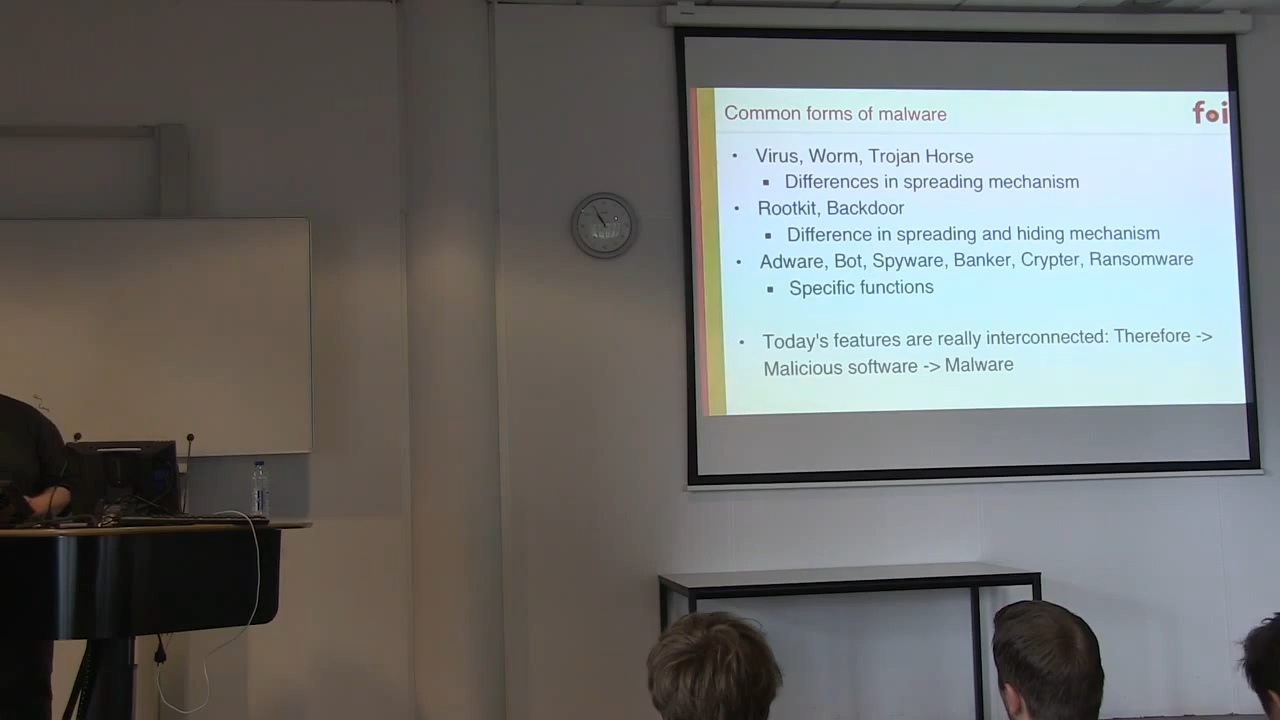 Common forms of malware
foi
• Virus, Worm, Trojan Horse
▪ Differences in spreading mechanism
• Rootkit, Backdoor
▪ Difference in spreading and hiding mechanism
• Adware, Bot, Spyware, Banker, Crypter, Ransomware
▪ Specific functions
• Today's features are really interconnected: Therefore ->
Malicious software -> Malware